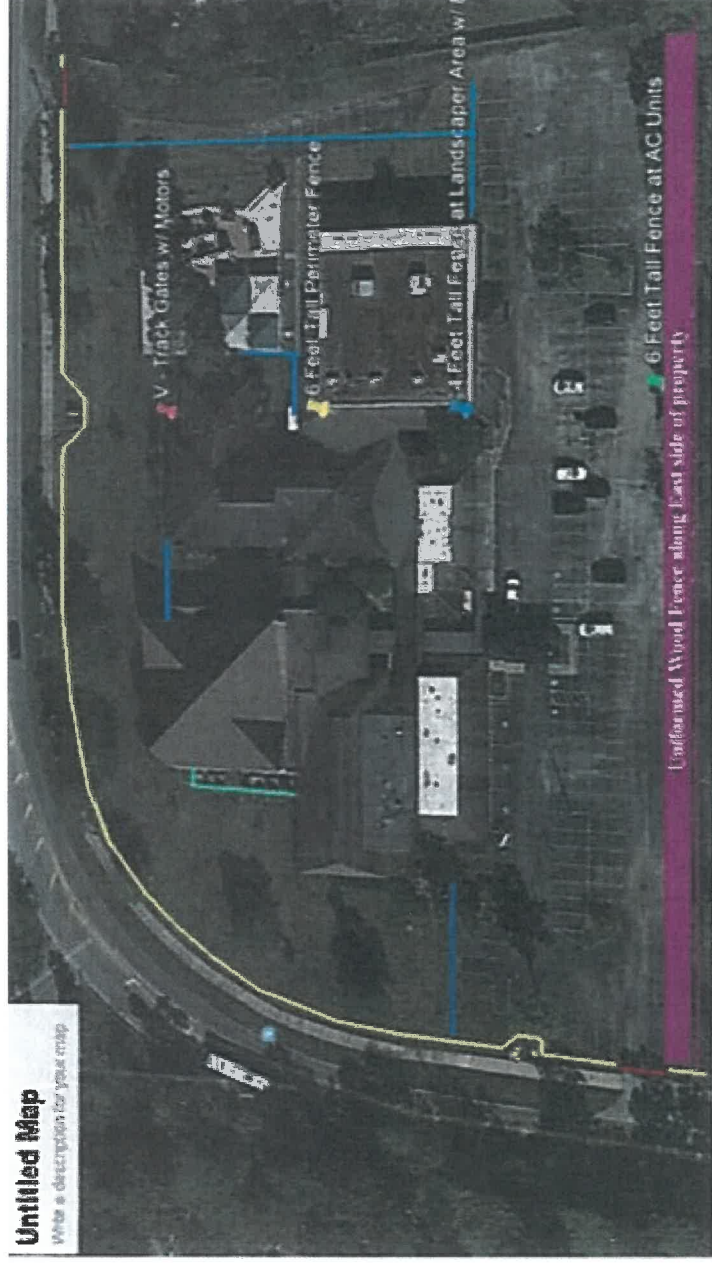 Untitled Map
Write a description for your map
V - Track Gates w/ Motors
6 Feet Tall Perimeter Fence
4 Feet Tall Fence at Landscaper Area w/
6 Feet Tall Fence at AC Units
Wood Fence along East side of property